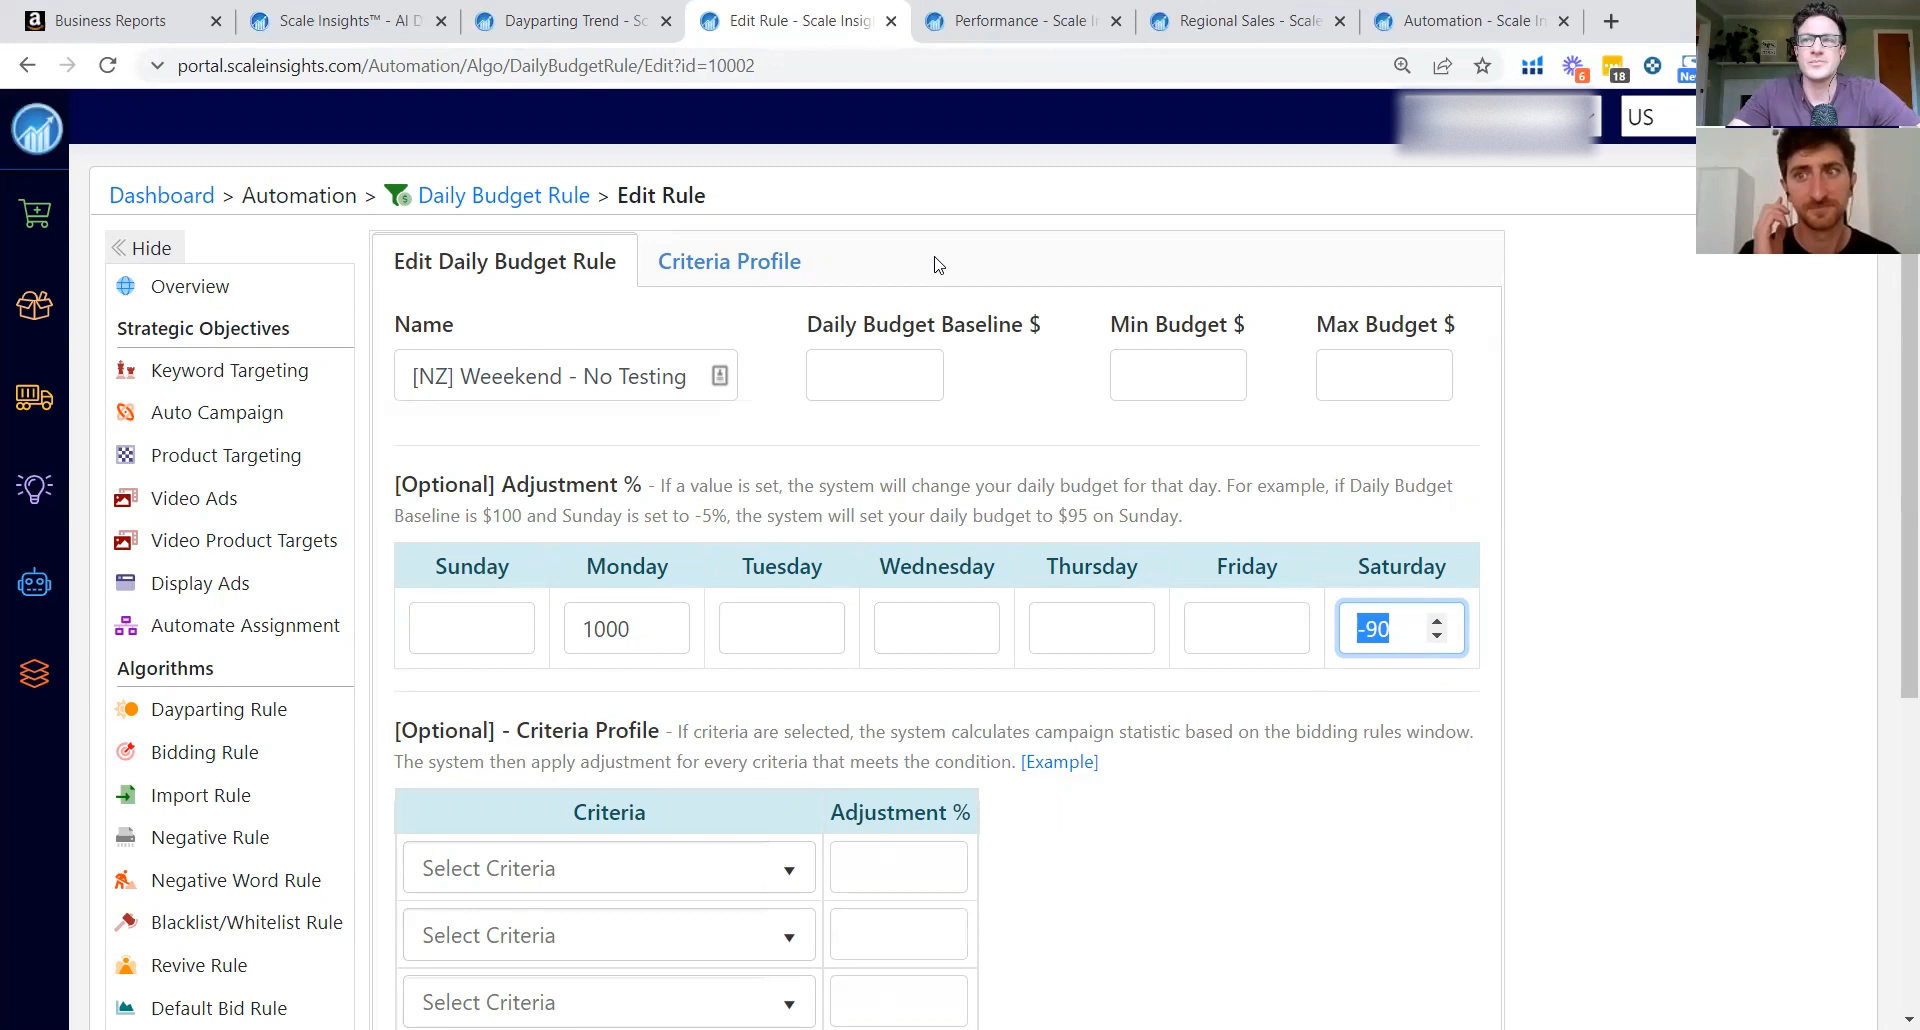 Business Reports
Scale Insights™ - AI D
Dayparting Trend - Sc
Edit Rule - Scale Insig
Performance - Scale I
Regional Sales - Scale
Automation - Scale In
portal.scaleinsights.com/Automation/Algo/DailyBudgetRule/Edit?id=10002
6
18
Ne
US
Dashboard > Automation > Daily Budget Rule > Edit Rule
Hide
Overview
Strategic Objectives
Keyword Targeting
Auto Campaign
Product Targeting
Video Ads
Video Product Targets
Display Ads
Automate Assignment
Algorithms
Dayparting Rule
Bidding Rule
Import Rule
Negative Rule
Negative Word Rule
Blacklist/Whitelist Rule
Revive Rule
Default Bid Rule
Edit Daily Budget Rule
Criteria Profile
Name
Daily Budget Baseline $
Min Budget $
Max Budget $
[NZ] Weeekend - No Testing
[Optional] Adjustment % - If a value is set, the system will change your daily budget for that day. For example, if Daily Budget
Baseline is $100 and Sunday is set to -5%, the system will set your daily budget to $95 on Sunday.
Sunday Monday Tuesday Wednesday Thursday Friday Saturday
1000 -90
[Optional] - Criteria Profile - If criteria are selected, the system calculates campaign statistic based on the bidding rules window.
The system then apply adjustment for every criteria that meets the condition. [Example]
Criteria Adjustment %
Select Criteria
Select Criteria
Select Criteria